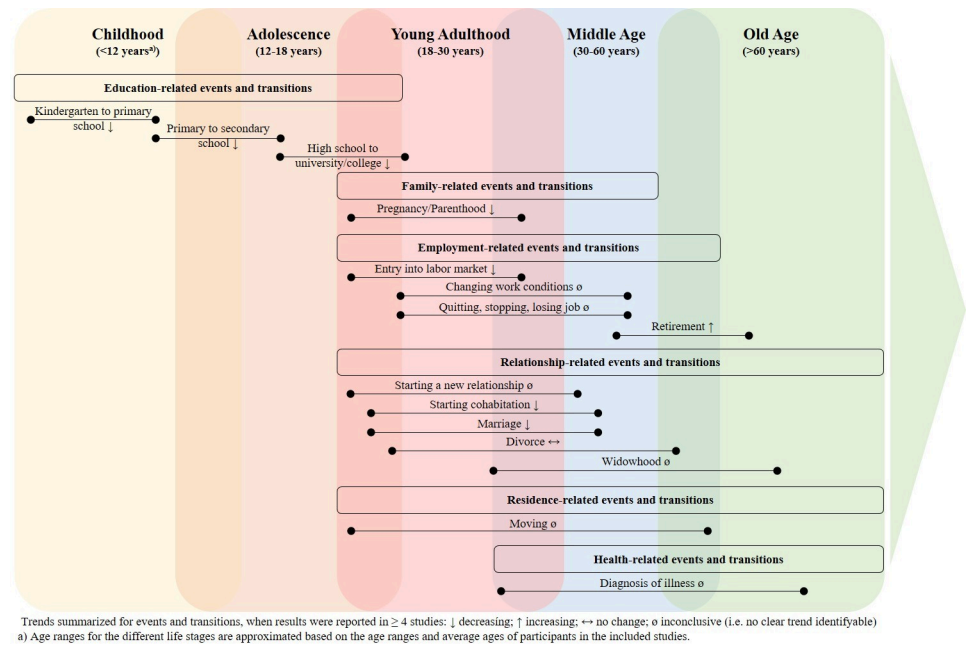 Childhood
(<12 yearsᵃ⁾)
Adolescence
(12-18 years)
Young Adulthood
(18-30 years)
Middle Age
(30-60 years)
Old Age
(>60 years)
Education-related events and transitions
Kindergarten to primary
school ↓
Primary to secondary
school ↓
High school to
university/college ↓
Family-related events and transitions
Pregnancy/Parenthood ↓
Employment-related events and transitions
Entry into labor market ↓
Changing work conditions ø
Quitting, stopping, losing job ø
Retirement ↑
Relationship-related events and transitions
Starting a new relationship ø
Starting cohabitation ↓
Marriage ↓
Divorce ↔
Widowhood ø
Residence-related events and transitions
Moving ø
Health-related events and transitions
Diagnosis of illness ø
Trends summarized for events and transitions, when results were reported in ≥ 4 studies: ↓ decreasing; ↑ increasing; ↔ no change; ø inconclusive (i.e. no clear trend identifyable)
a) Age ranges for the different life stages are approximated based on the age ranges and average ages of participants in the included studies.